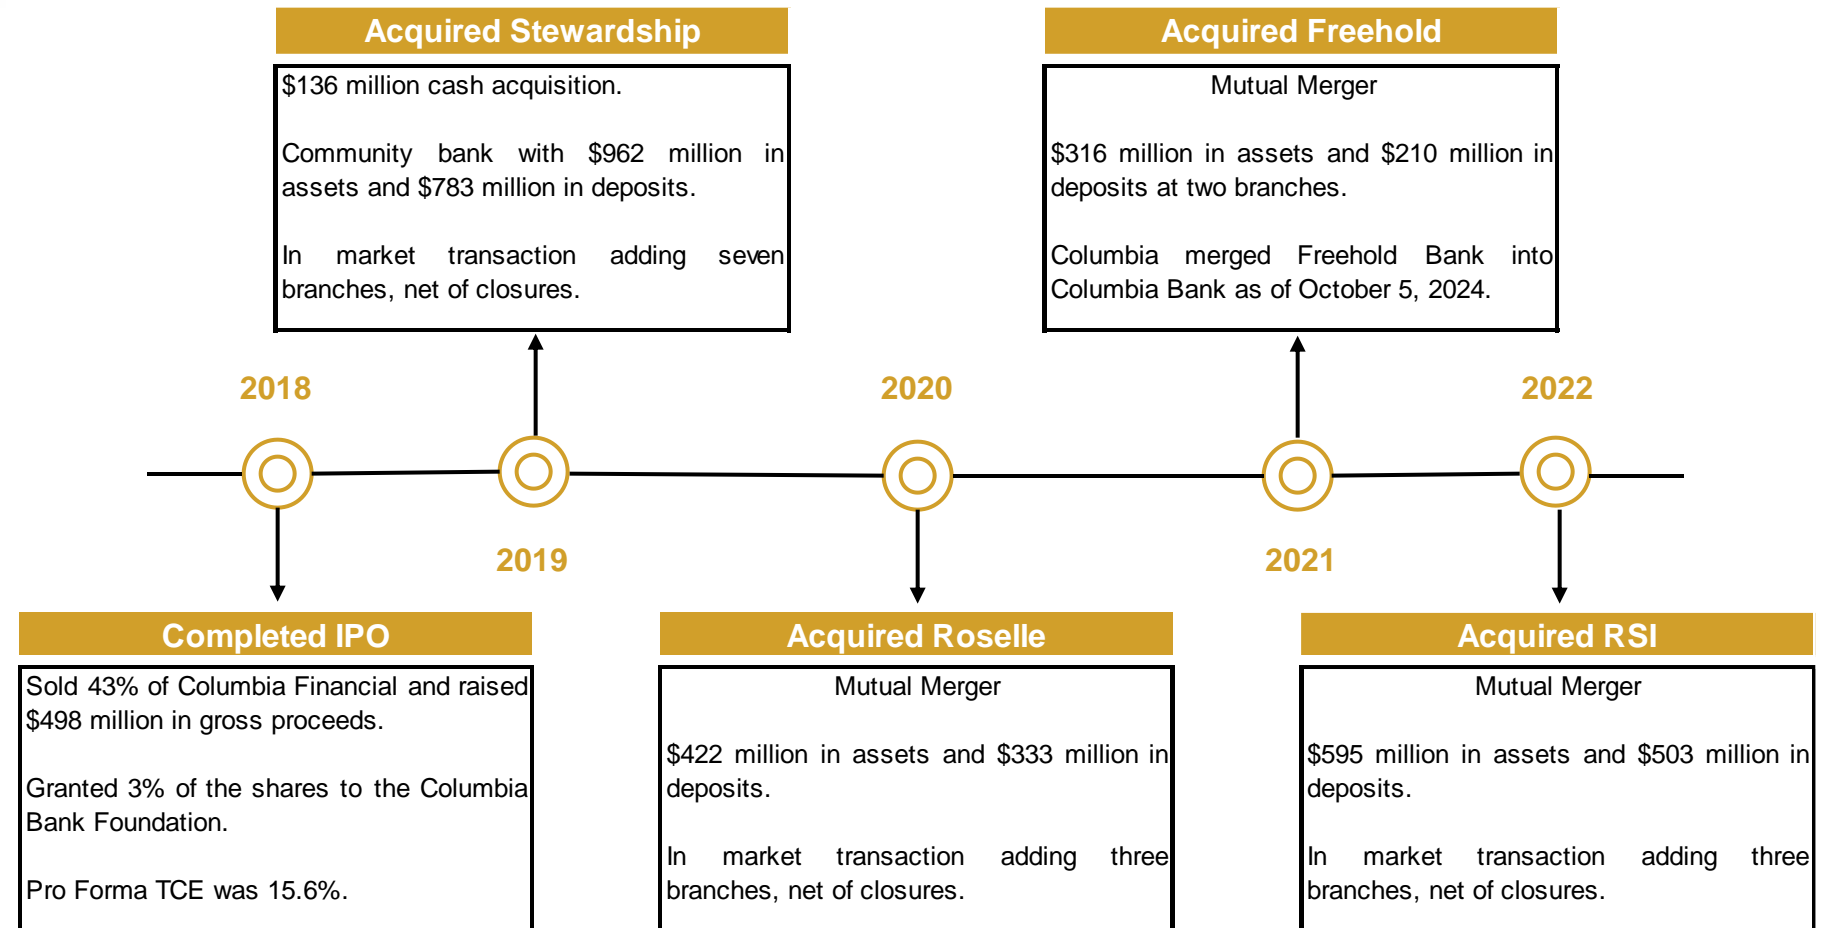 Acquired Stewardship
$136 million cash acquisition.
Community bank with $962 million in
assets and $783 million in deposits.
In market transaction adding seven
branches, net of closures.
Acquired Freehold
Mutual Merger
$316 million in assets and $210 million in
deposits at two branches.
Columbia merged Freehold Bank into
Columbia Bank as of October 5, 2024.
2018
2020
2022
2019
2021
Completed IPO
Sold 43% of Columbia Financial and raised
$498 million in gross proceeds.
Granted 3% of the shares to the Columbia
Bank Foundation.
Pro Forma TCE was 15.6%.
Acquired Roselle
Mutual Merger
$422 million in assets and $333 million in
deposits.
In market transaction adding three
branches, net of closures.
Acquired RSI
Mutual Merger
$595 million in assets and $503 million in
deposits.
In market transaction adding three
branches, net of closures.